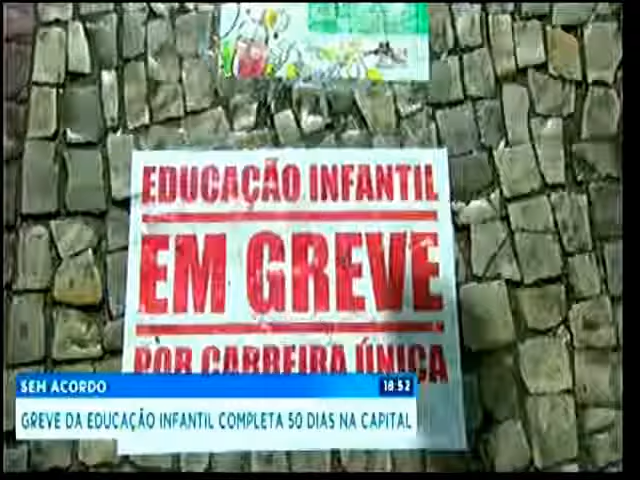 EDUCAÇÃO INFANTIL
EM GREVE
POR CARREIRA ÚNICA
SEM ACORDO
18:52
GREVE DA EDUCAÇÃO INFANTIL COMPLETA 50 DIAS NA CAPITAL